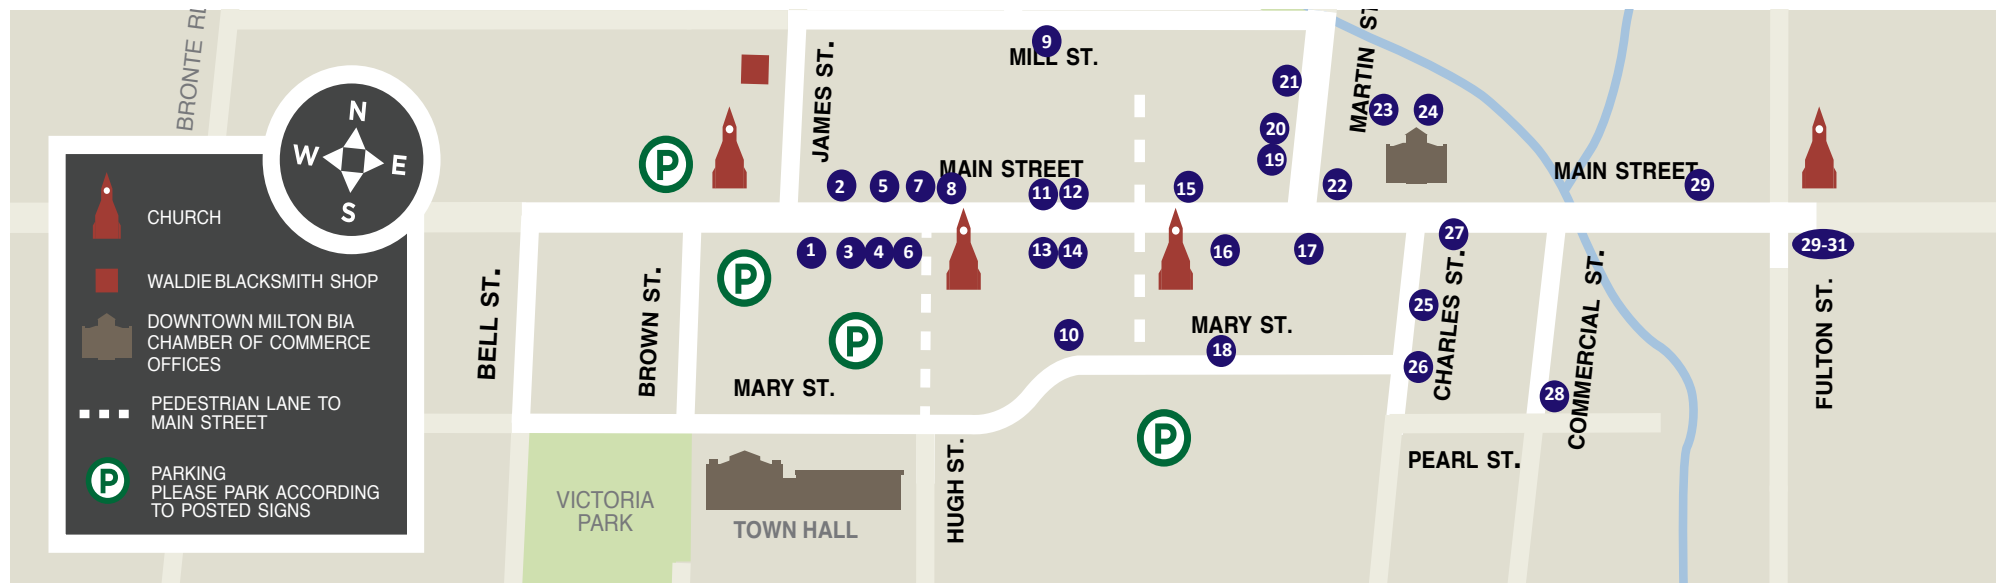 BRONTE RD
N
W E
S
CHURCH
WALDIE BLACKSMITH SHOP
DOWNTOWN MILTON BIA
CHAMBER OF COMMERCE
OFFICES
PEDESTRIAN LANE TO
MAIN STREET
P
PARKING
PLEASE PARK ACCORDING
TO POSTED SIGNS
BELL ST.
BROWN ST.
JAMES ST.
MILL ST.
9
MARTIN ST
21
23
24
20
19
P
MAIN STREET
MAIN STREET
2
5
7
8
11
12
15
22
29
1
3
4
6
13
14
16
17
27
29-31
P
P
10
MARY ST.
18
25
26
28
CHARLES ST.
COMMERCIAL ST.
FULTON ST.
MARY ST.
P
HUGH ST.
PEARL ST.
VICTORIA
PARK
TOWN HALL